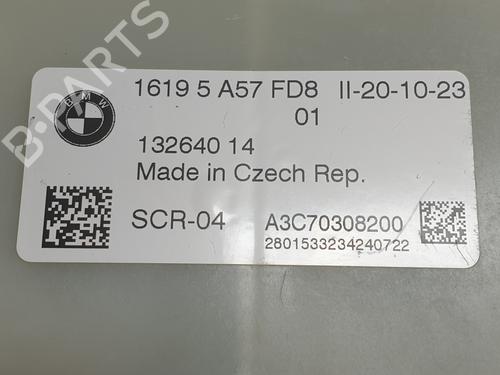 B-PARTS
BMW
1619 5 A57 FD8 II-20-10-23
01
132640 14
Made in Czech Rep.
SCR-04 A3C70308200
2801533234240722